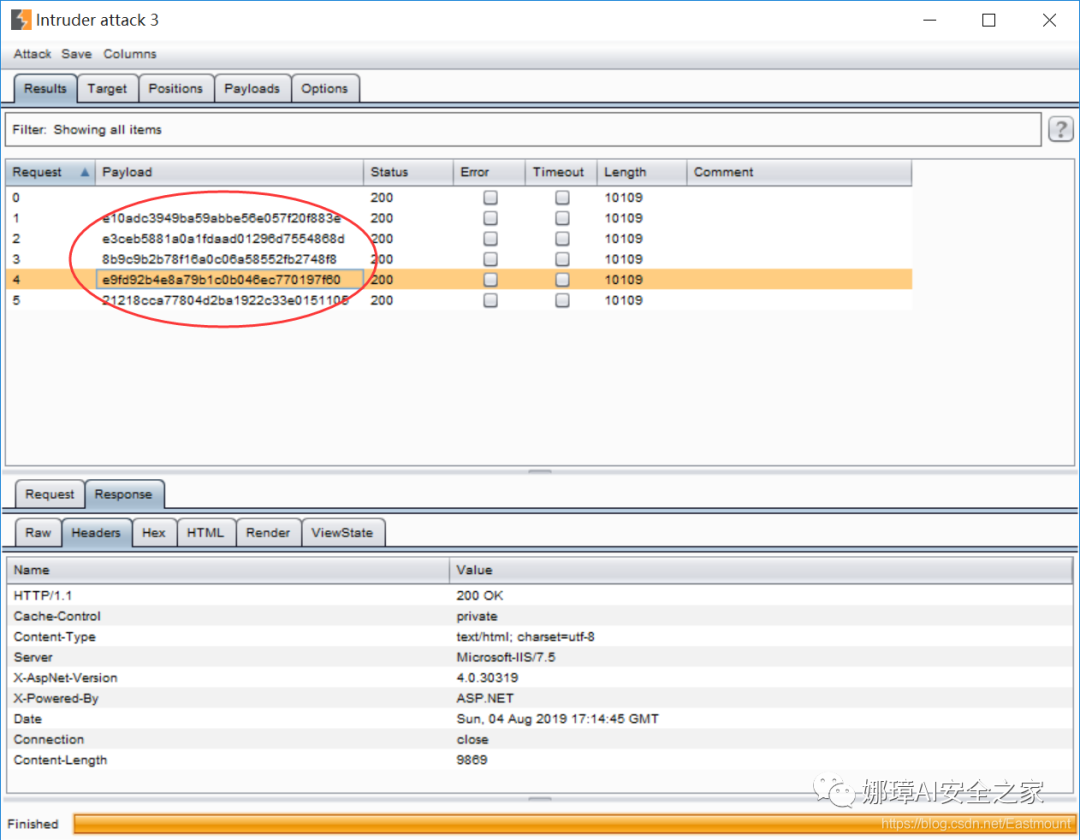 Intruder attack 3
Attack Save Columns
Results Target Positions Payloads Options
Filter: Showing all items ?
Request Payload Status Error Timeout Length Comment
0 200 10109
1 e10adc3949ba59abbe56e057f20f883e 200 10109
2 e3ceb5881a0a1fdaad01296d7554868d 200 10109
3 8b9c9b2b78f16a0c06a58552fb2748f8 200 10109
4 e9fd92b4e8a79b1c0b046ec770197f60 200 10109
5 21218cca77804d2ba1922c33e0151105 200 10109
Request Response
Raw Headers Hex HTML Render ViewState
Name Value
HTTP/1.1 200 OK
Cache-Control private
Content-Type text/html; charset=utf-8
Server Microsoft-IIS/7.5
X-AspNet-Version 4.0.30319
X-Powered-By ASP.NET
Date Sun, 04 Aug 2019 17:14:45 GMT
Connection close
Content-Length 9869
娜璋AI安全之家
Finished
https://blog.csdn.net/Eastmount